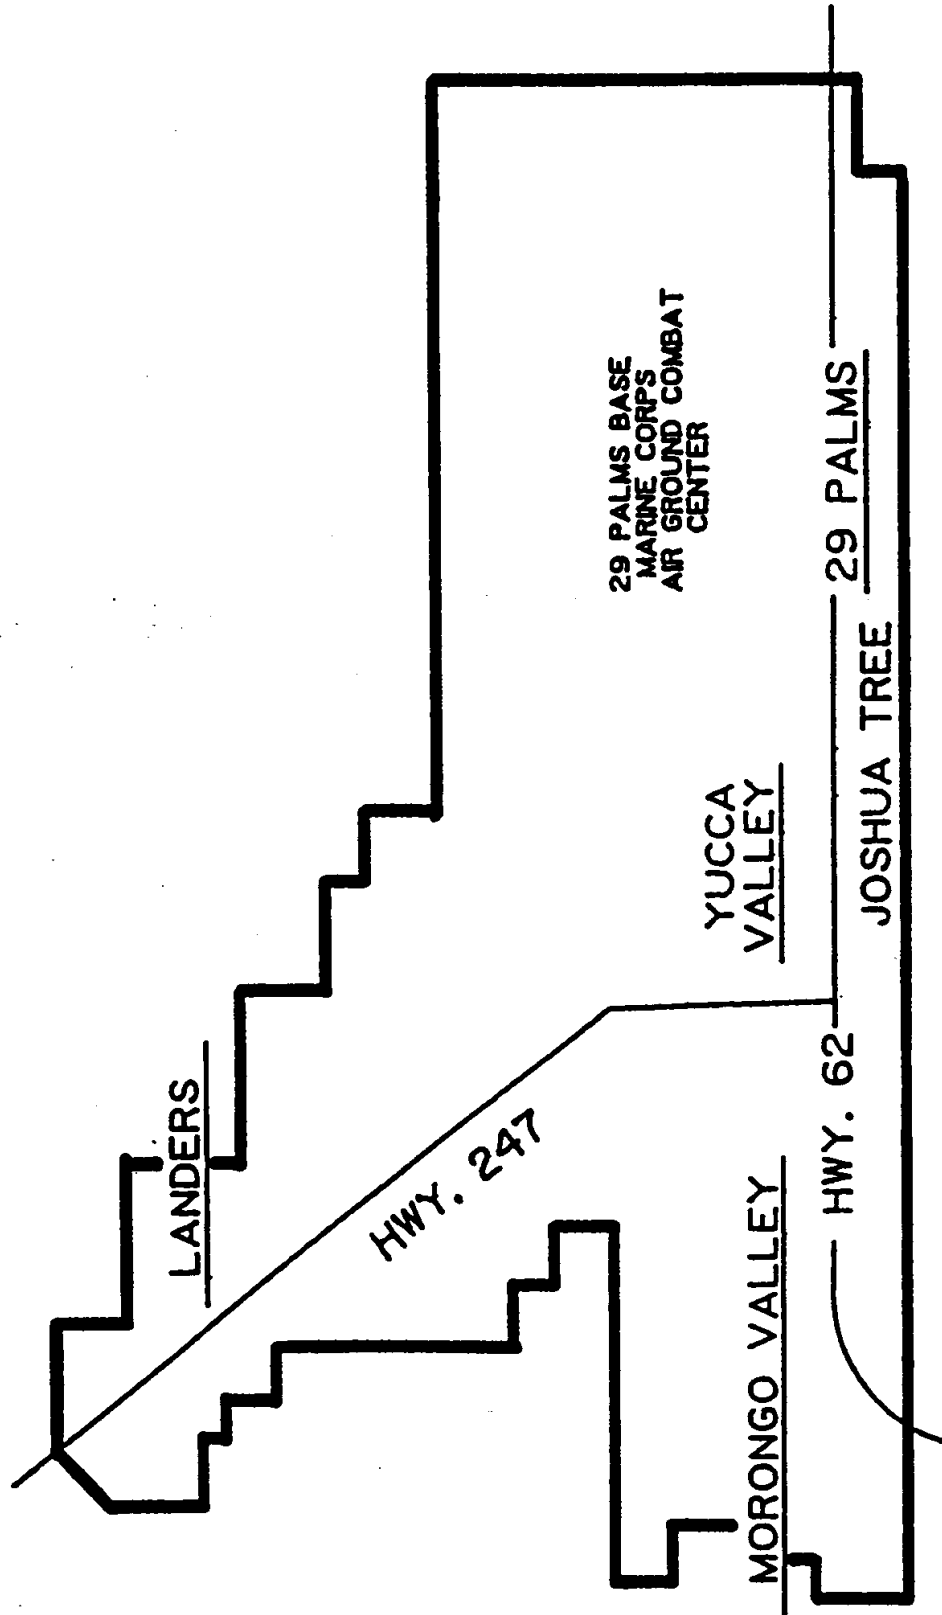 LANDERS
HWY. 247
29 PALMS BASE
MARINE CORPS
AIR GROUND COMBAT
CENTER
YUCCA
VALLEY
MORONGO VALLEY
HWY. 62
29 PALMS
JOSHUA TREE